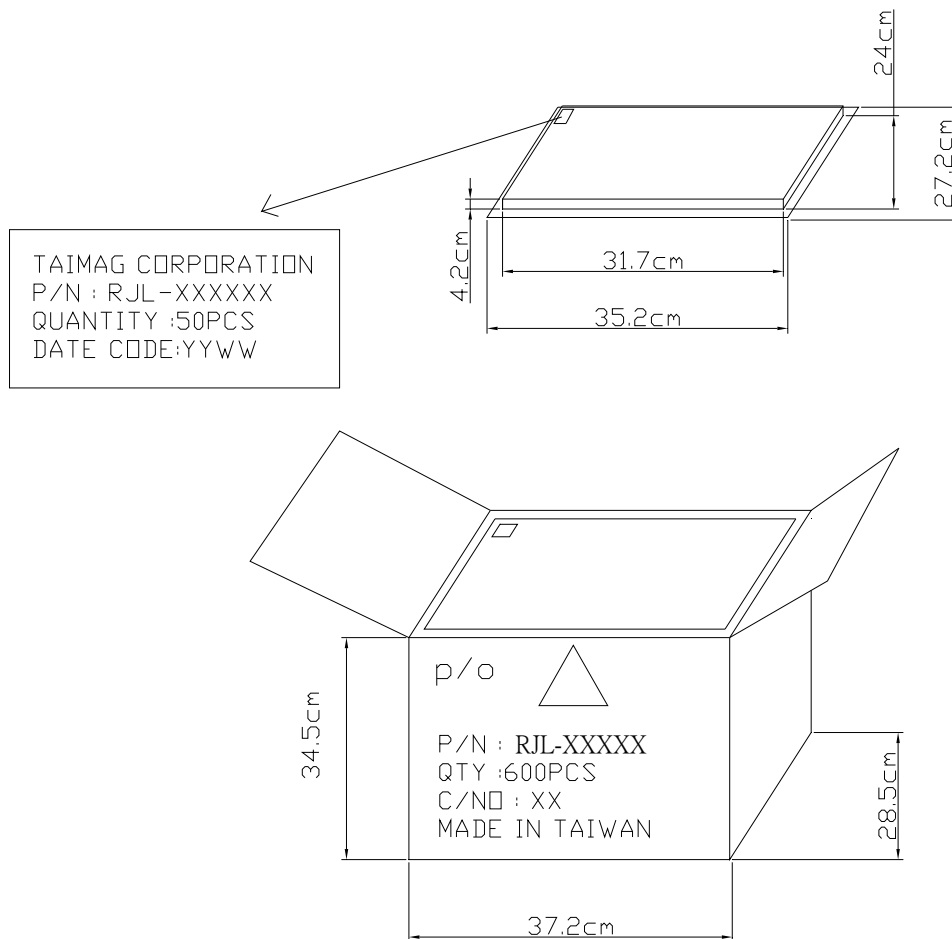 24cm
27.2cm
4.2cm
31.7cm
35.2cm
TAIMAG CORPORATION
P/N : RJL-XXXXXX
QUANTITY :50PCS
DATE CODE:YYWW
p/o
P/N : RJL-XXXXX
QTY :600PCS
C/NO : XX
MADE IN TAIWAN
34.5cm
28.5cm
37.2cm